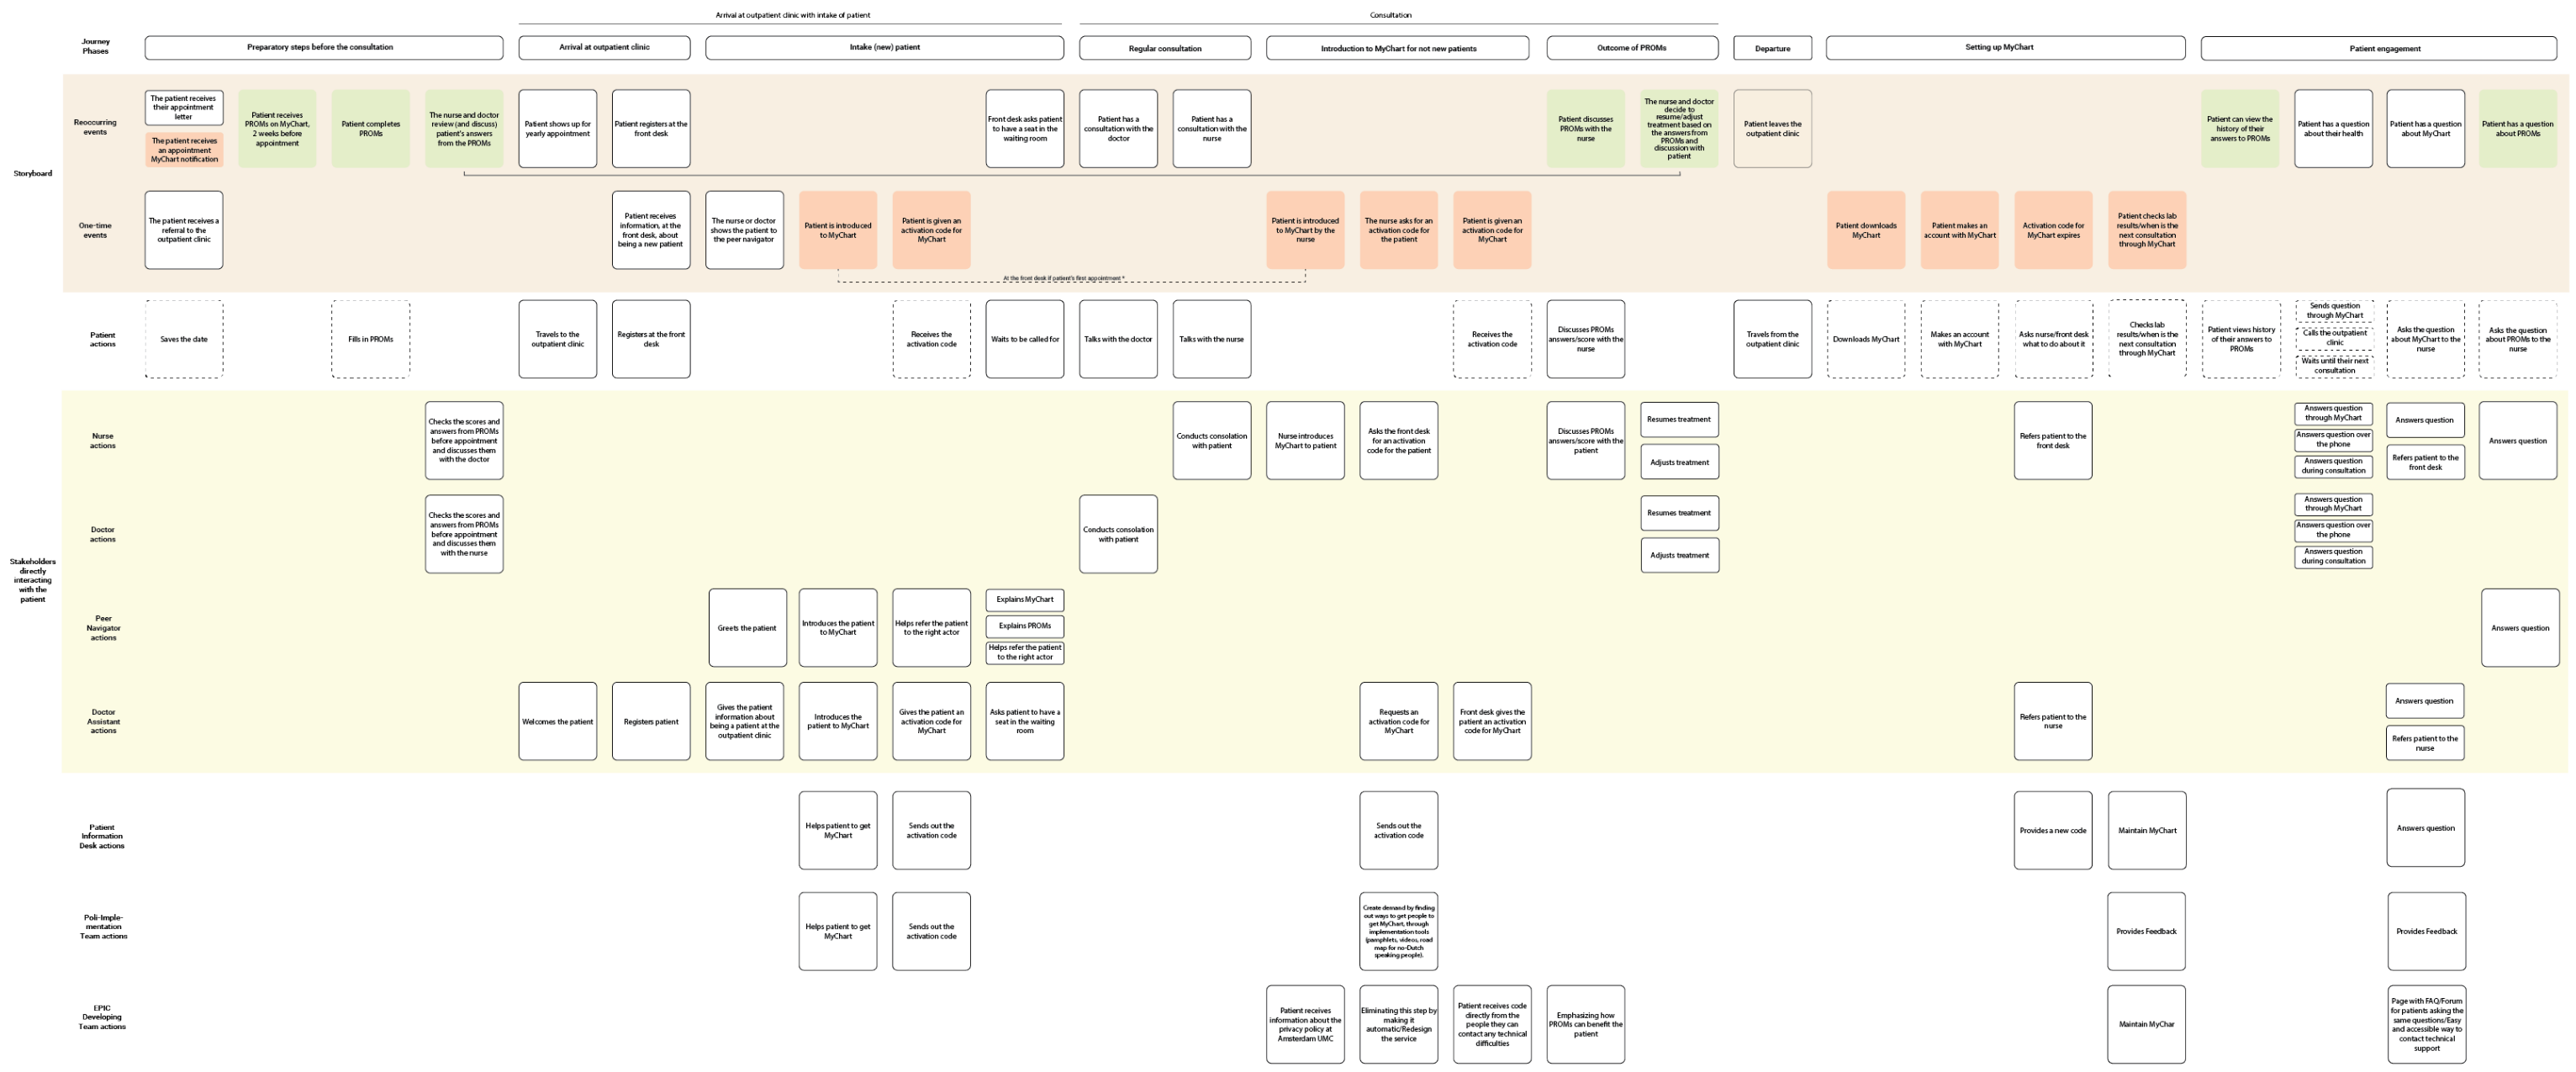 Arrival at outpatient clinic with intake of patient
Consultation
Journey
Phases
Preparatory steps before the consultation
Arrival at outpatient clinic
Intake (new) patient
Regular consultation
Introduction to MyChart for not new patients
Outcome of PROMs
Departure
Setting up MyChart
Patient engagement
Storyboard
Reoccurring
events
The patient receives
their appointment
letter
The patient receives
an appointment
MyChart notification
Patient receives
PROMs on MyChart,
2 weeks before
appointment
Patient completes
PROMs
The nurse and doctor
review (and discuss)
patient's answers
from the PROMs
Patient shows up for
yearly appointment
Patient registers at the
front desk
Front desk asks patient
to have a seat in the
waiting room
Patient has a
consultation with the
doctor
Patient has a
consultation with the
nurse
Patient discusses
PROMs with the
nurse
The nurse and doctor
decide to
resume/adjust
treatment based on
the answers from
PROMs and
discussion with
patient
Patient leaves the
outpatient clinic
Patient can view the
history of their
answers to PROMs
Patient has a question
about their health
Patient has a question
about MyChart
Patient has a question
about PROMs
One-time
events
The patient receives a
referral to the
outpatient clinic
Patient receives
information, at the
front desk, about
being a new patient
The nurse or doctor
shows the patient to
the peer navigator
Patient is introduced
to MyChart
Patient is given an
activation code for
MyChart
Patient is introduced
to MyChart by the
nurse
The nurse asks for an
activation code for
the patient
Patient is given an
activation code for
MyChart
Patient downloads
MyChart
Patient makes an
account with MyChart
Activation code for
MyChart expires
Patient checks lab
results/when is the
next consultation
through MyChart
At the front desk if patient's first appointment *
Patient
actions
Saves the date
Fills in PROMs
Travels to the
outpatient clinic
Registers at the front
desk
Receives the
activation code
Waits to be called for
Talks with the doctor
Talks with the nurse
Receives the
activation code
Discusses PROMs
answers/score with the
nurse
Travels from the
outpatient clinic
Downloads MyChart
Makes an account
with MyChart
Asks nurse/front desk
what to do about it
Checks lab
results/when is the
next consultation
through MyChart
Patient views history
of their answers to
PROMs
Sends question
through MyChart
Calls the outpatient
clinic
Waits until their next
consultation
Asks the question
about MyChart to the
nurse
Asks the question
about PROMs to the
nurse
Stakeholders
directly
interacting
with the
patient
Nurse
actions
Checks the scores and
answers from PROMs
before appointment
and discusses them
with the doctor
Conducts consolation
with patient
Nurse introduces
MyChart to patient
Asks the front desk
for an activation
code for the patient
Discusses PROMs
answers/score with the
patient
Resumes treatment
Adjusts treatment
Refers patient to the
front desk
Answers question
through MyChart
Answers question over
the phone
Answers question
during consultation
Answers question
Refers patient to the
front desk
Answers question
Doctor
actions
Checks the scores and
answers from PROMs
before appointment
and discusses them
with the nurse
Conducts consolation
with patient
Resumes treatment
Adjusts treatment
Answers question
through MyChart
Answers question over
the phone
Answers question
during consultation
Peer
Navigator
actions
Greets the patient
Introduces the patient
to MyChart
Helps refer the patient
to the right actor
Explains MyChart
Explains PROMs
Helps refer the patient
to the right actor
Answers question
Doctor
Assistant
actions
Welcomes the patient
Registers patient
Gives the patient
information about
being a patient at the
outpatient clinic
Introduces the
patient to MyChart
Gives the patient an
activation code for
MyChart
Asks patient to have a
seat in the waiting
room
Requests an
activation code for
MyChart
Front desk gives the
patient an activation
code for MyChart
Refers patient to the
nurse
Answers question
Refers patient to the
nurse
Patient
Information
Desk actions
Helps patient to get
MyChart
Sends out the
activation code
Sends out the
activation code
Provides a new code
Maintain MyChart
Answers question
Poli-Imple-
mentation
Team actions
Helps patient to get
MyChart
Sends out the
activation code
Create demand by finding
out ways to get people to
get MyChart, through
implementation tools
(pamphlets, videos, road
map for no-Dutch
speaking people).
Provides Feedback
Provides Feedback
EPIC
Developing
Team actions
Patient receives
information about the
privacy policy at
Amsterdam UMC
Eliminating this step by
making it
automatic/Redesign
the service
Patient receives code
directly from the
people they can
contact any technical
difficulties
Emphasizing how
PROMs can benefit the
patient
Maintain MyChar
Page with FAQ/Forum
for patients asking the
same questions/Easy
and accessible way to
contact technical
support